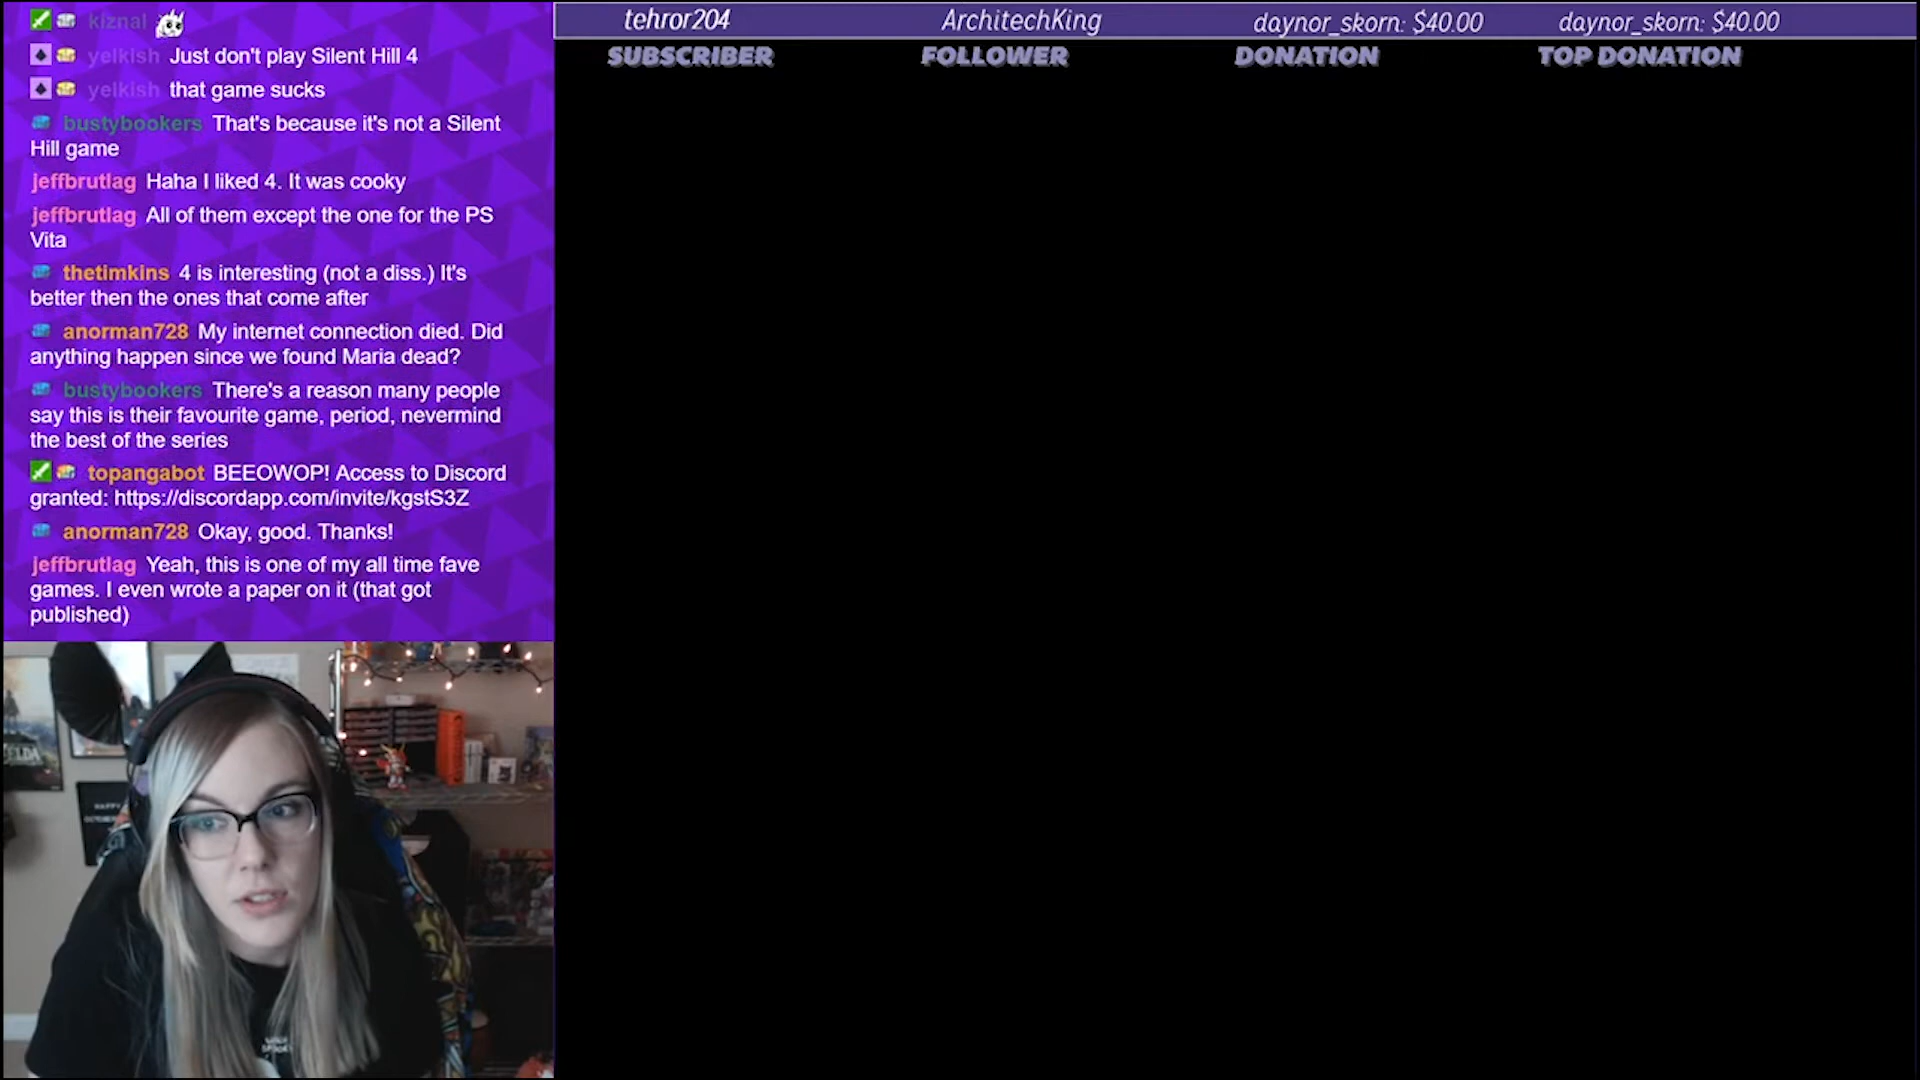 kiznal
yelkish Just don't play Silent Hill 4
yelkish that game sucks
bustybookers That's because it's not a Silent
Hill game
jeffbrutlag Haha I liked 4. It was cooky
jeffbrutlag All of them except the one for the PS
Vita
thetimkins 4 is interesting (not a diss.) It's
better then the ones that come after
anorman728 My internet connection died. Did
anything happen since we found Maria dead?
bustybookers There's a reason many people
say this is their favourite game, period, nevermind
the best of the series
topangabot BEEOWOP! Access to Discord
granted: https://discordapp.com/invite/kgstS3Z
anorman728 Okay, good. Thanks!
jeffbrutlag Yeah, this is one of my all time fave
games. I even wrote a paper on it (that got
published)
tehror204 ArchitechKing daynor_skorn: $40.00 daynor_skorn: $40.00
SUBSCRIBER FOLLOWER DONATION TOP DONATION
HAPPY